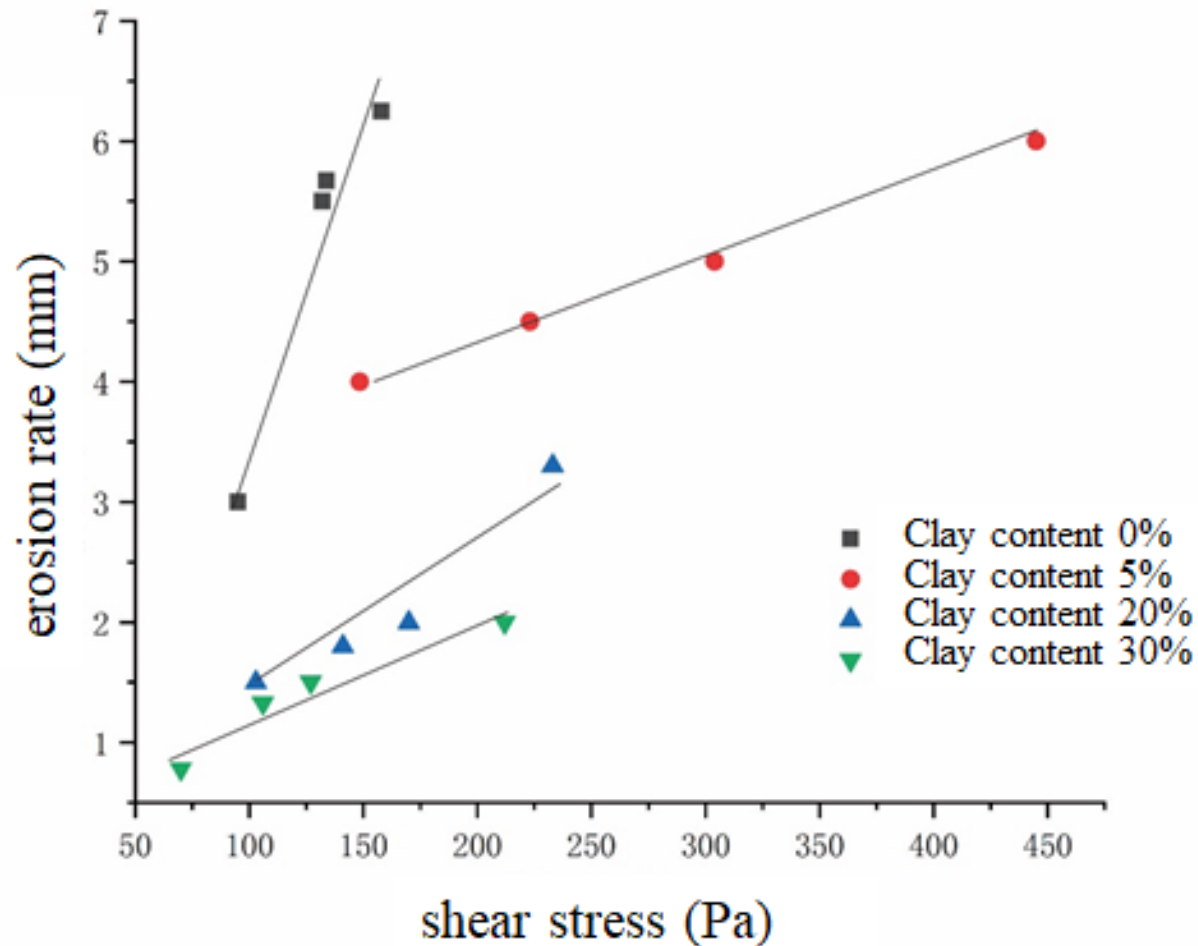 7
6
5
4
3
2
1
erosion rate (mm)
Clay content 0%
Clay content 5%
Clay content 20%
Clay content 30%
50 100 150 200 250 300 350 400 450
shear stress (Pa)